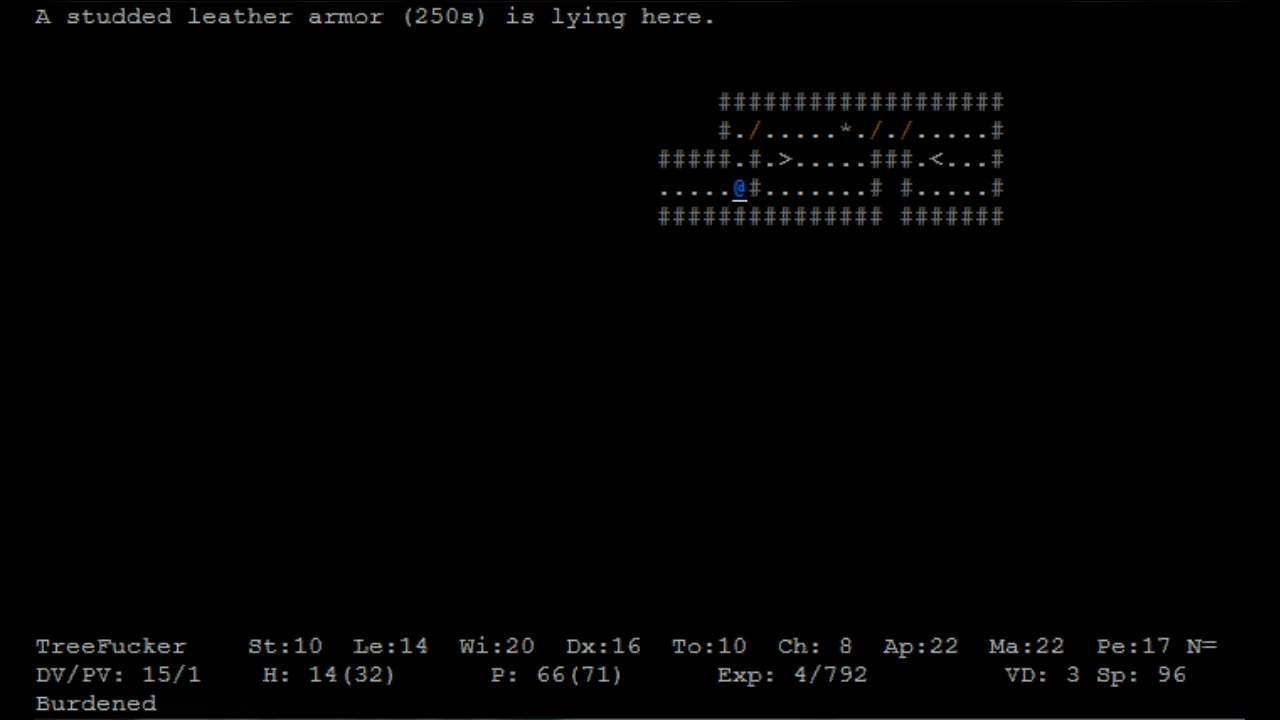 A studded leather armor (250s) is lying here.
###################
#./.....*././.....#
#####.#.>.....###.<...#
.....@#.......# #.....#
############### #######
TreeFucker St:10 Le:14 Wi:20 Dx:16 To:10 Ch: 8 Ap:22 Ma:22 Pe:17 N=
DV/PV: 15/1 H: 14(32) P: 66(71) Exp: 4/792 VD: 3 Sp: 96
Burdened